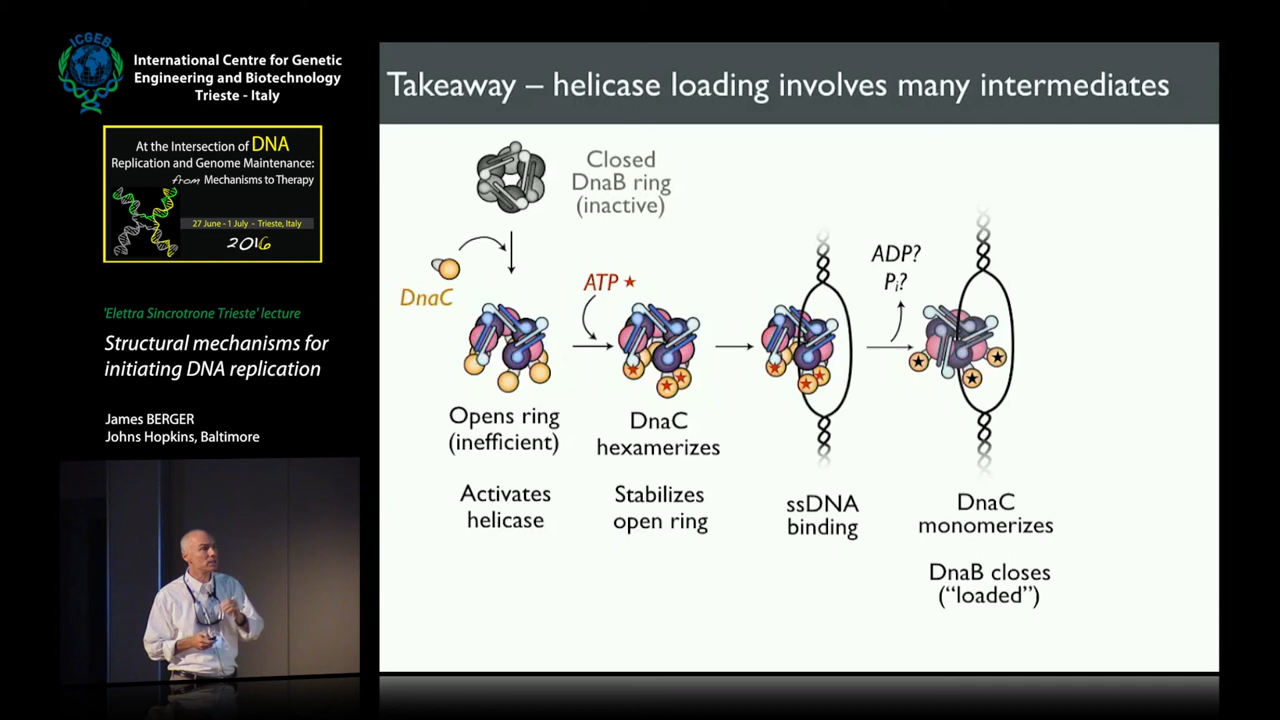 ICGEB
International Centre for Genetic
Engineering and Biotechnology
Trieste - Italy
At the Intersection of DNA
Replication and Genome Maintenance:
from Mechanisms to Therapy
27 June - 1 July - Trieste, Italy
2016
'Elettra Sincrotrone Trieste' lecture
Structural mechanisms for
initiating DNA replication
James BERGER
Johns Hopkins, Baltimore
Takeaway – helicase loading involves many intermediates
Closed
DnaB ring
(inactive)
DnaC
ATP ★
ADP?
Pi?
Opens ring
(inefficient)
Activates
helicase
DnaC
hexamerizes
Stabilizes
open ring
ssDNA
binding
DnaC
monomerizes
DnaB closes
(“loaded”)